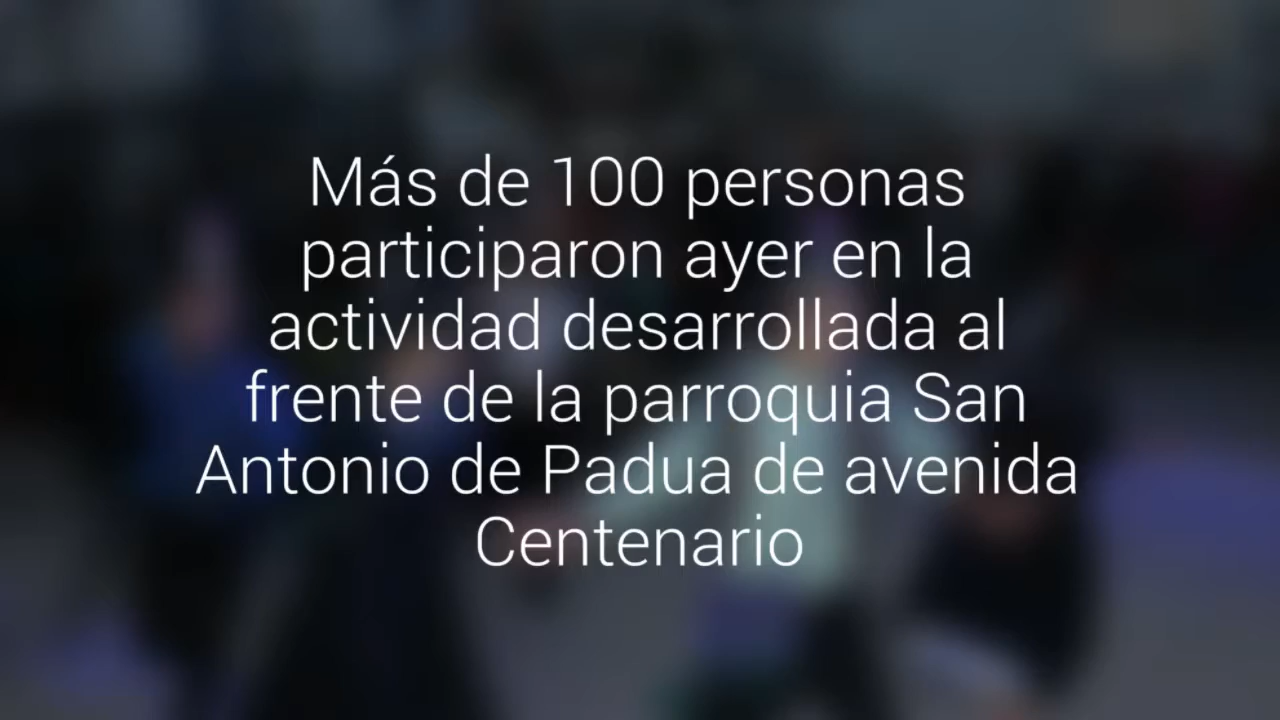 Más de 100 personas
participaron ayer en la
actividad desarrollada al
frente de la parroquia San
Antonio de Padua de avenida
Centenario